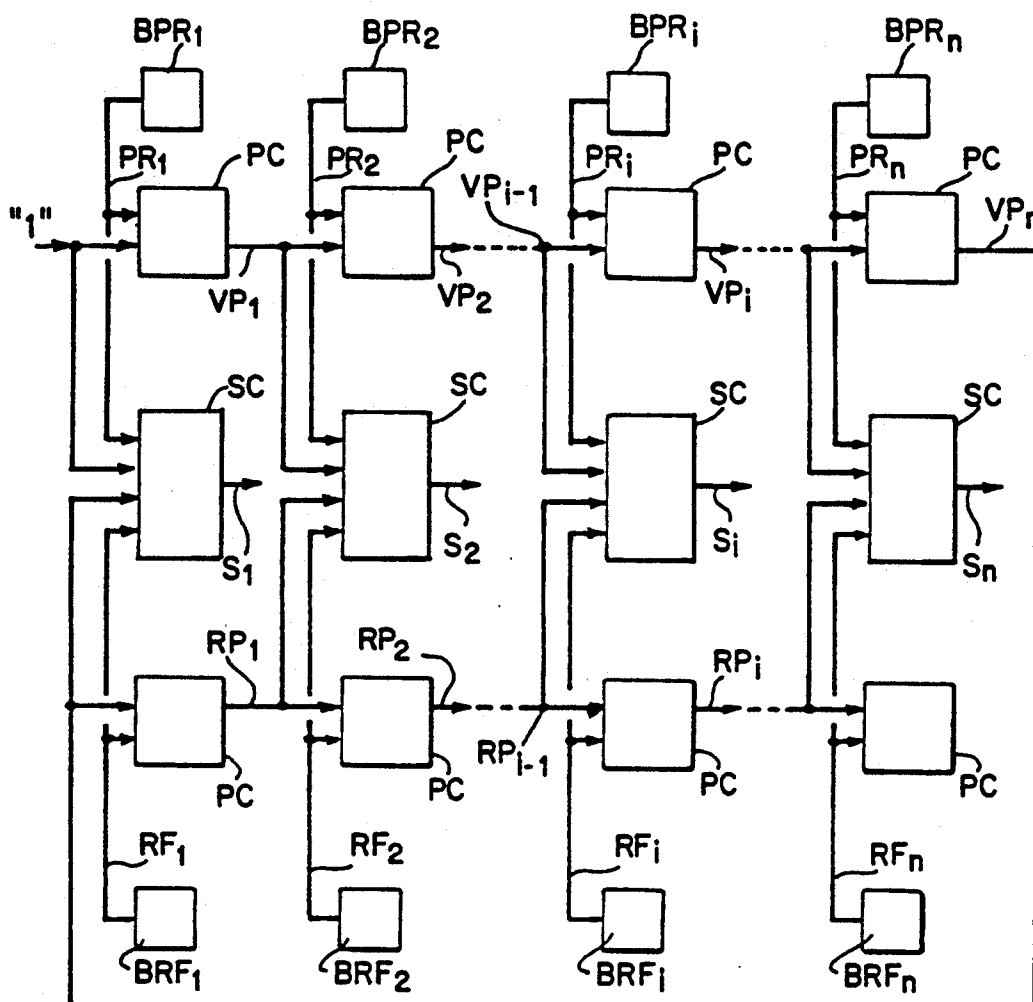 BPR1 BPR2 BPRi BPRn
PR1 PC PR2 PC VPi-1 PRi PC PRn PC
"1" VPn
VP1 VP2 VPi
SC SC SC SC
S1 S2 Si Sn
RP1 RP2 RPi
RPi-1
PC PC PC PC
RF1 RF2 RFi RFn
BRF1 BRF2 BRFi BRFn